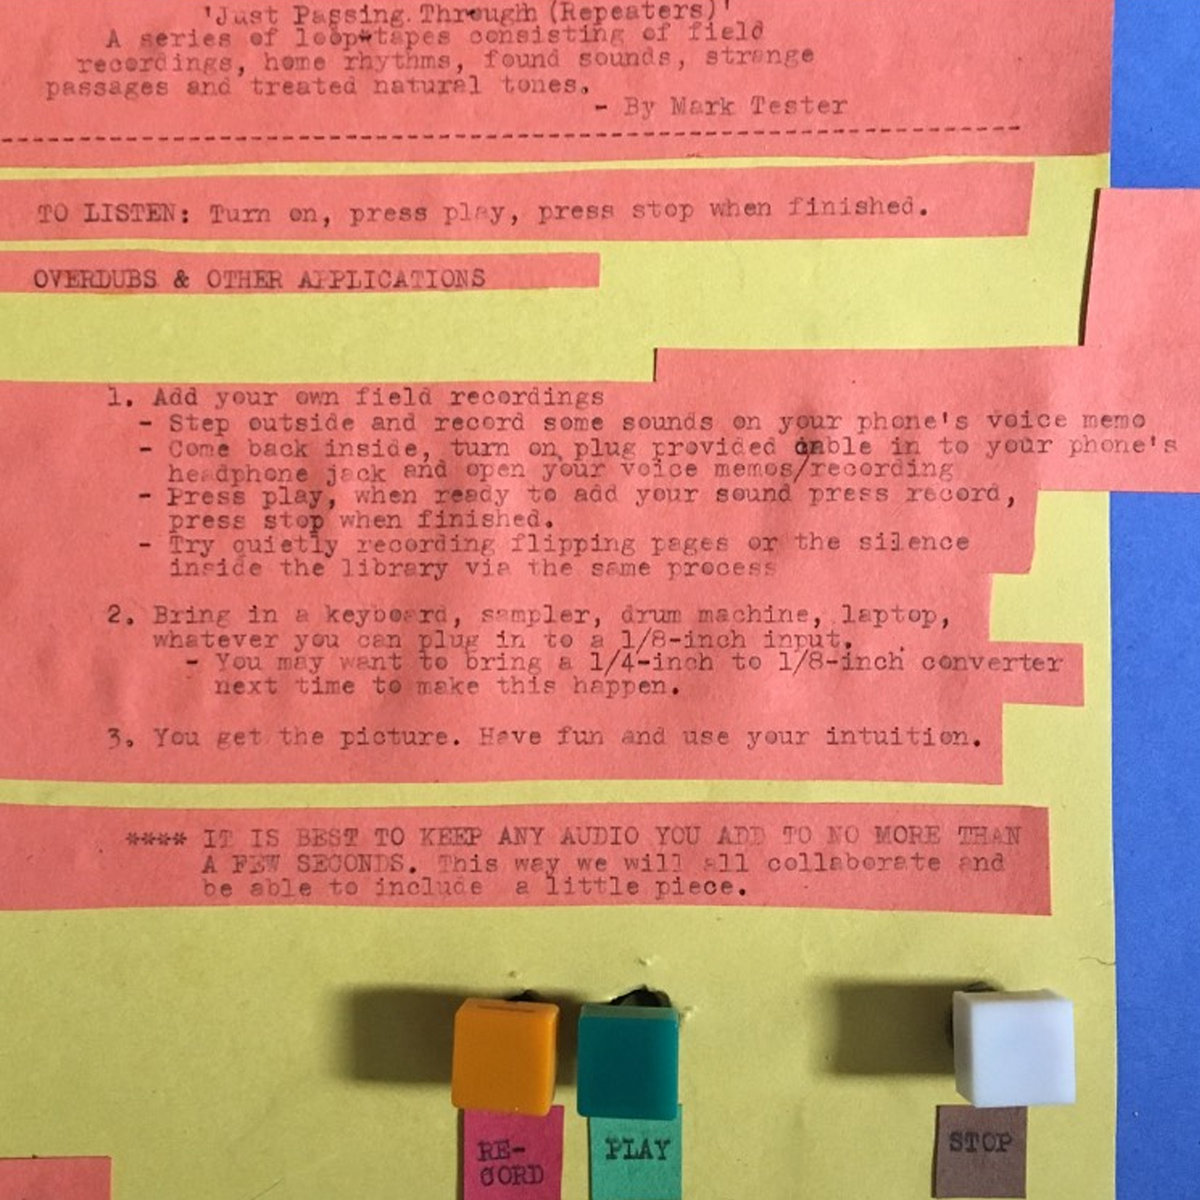 'Just Passing Through (Repeaters)'
A series of loop tapes consisting of field
recordings, home rhythms, found sounds, strange
passages and treated natural tones.
- By Mark Tester
TO LISTEN: Turn on, press play, press stop when finished.
OVERDUBS & OTHER APPLICATIONS
1. Add your own field recordings
- Step outside and record some sounds on your phone's voice memo
- Come back inside, turn on, plug provided cable in to your phone's
headphone jack and open your voice memos/recording
- Press play, when ready to add your sound press record,
press stop when finished.
- Try quietly recording flipping pages or the silence
inside the library via the same process
2. Bring in a keyboard, sampler, drum machine, laptop,
whatever you can plug in to a 1/8-inch input.
- You may want to bring a 1/4-inch to 1/8-inch converter
next time to make this happen.
3. You get the picture. Have fun and use your intuition.
**** IT IS BEST TO KEEP ANY AUDIO YOU ADD TO NO MORE THAN
A FEW SECONDS. This way we will all collaborate and
be able to include a little piece.
RE-
CORD
PLAY
STOP